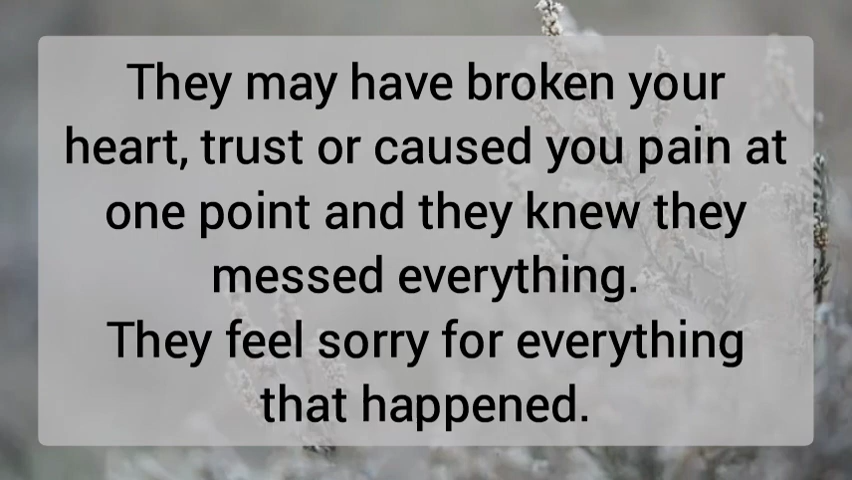 They may have broken your
heart, trust or caused you pain at
one point and they knew they
messed everything.
They feel sorry for everything
that happened.